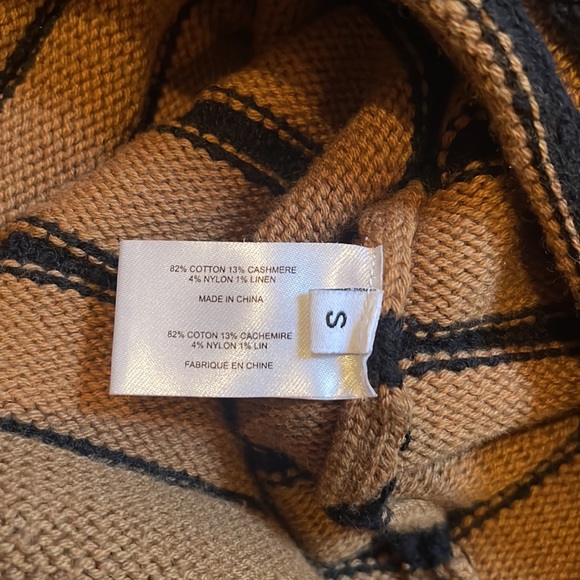 82% COTTON 13% CASHMERE
4% NYLON 1% LINEN
MADE IN CHINA
82% COTON 13% CACHEMIRE
4% NYLON 1% LIN
FABRIQUÉ EN CHINE
S